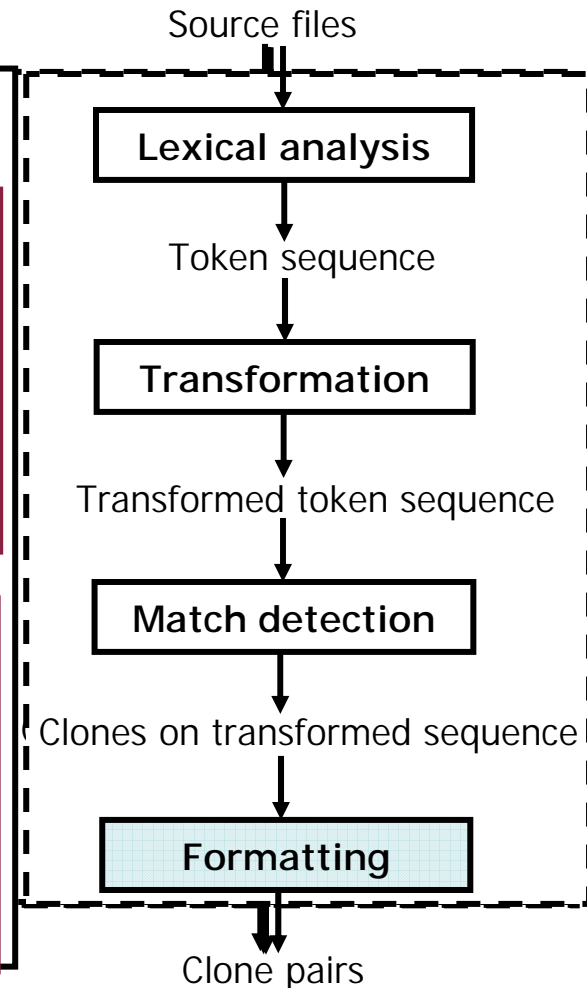 Source files
Lexical analysis
Token sequence
Transformation
Transformed token sequence
Match detection
Clones on transformed sequence
Formatting
Clone pairs